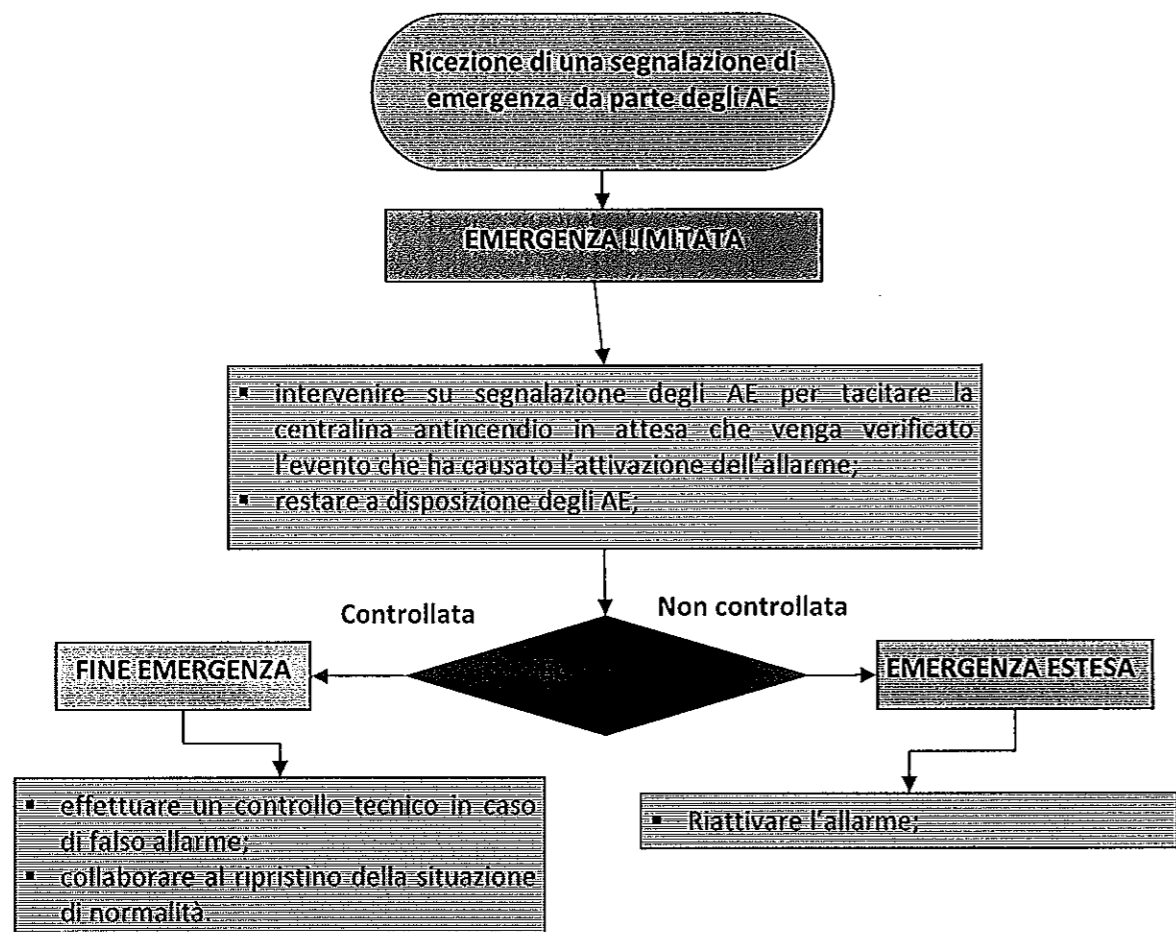 Ricezione di una segnalazione di
emergenza da parte degli AE
EMERGENZA LIMITATA
▪ intervenire su segnalazione degli AE per tacitare la
centralina antincendio in attesa che venga verificato
l'evento che ha causato l'attivazione dell'allarme;
▪ restare a disposizione degli AE;
Controllata
Non controllata
FINE EMERGENZA
EMERGENZA ESTESA
▪ effettuare un controllo tecnico in caso
di falso allarme;
▪ collaborare al ripristino della situazione
di normalità.
▪ Riattivare l'allarme;